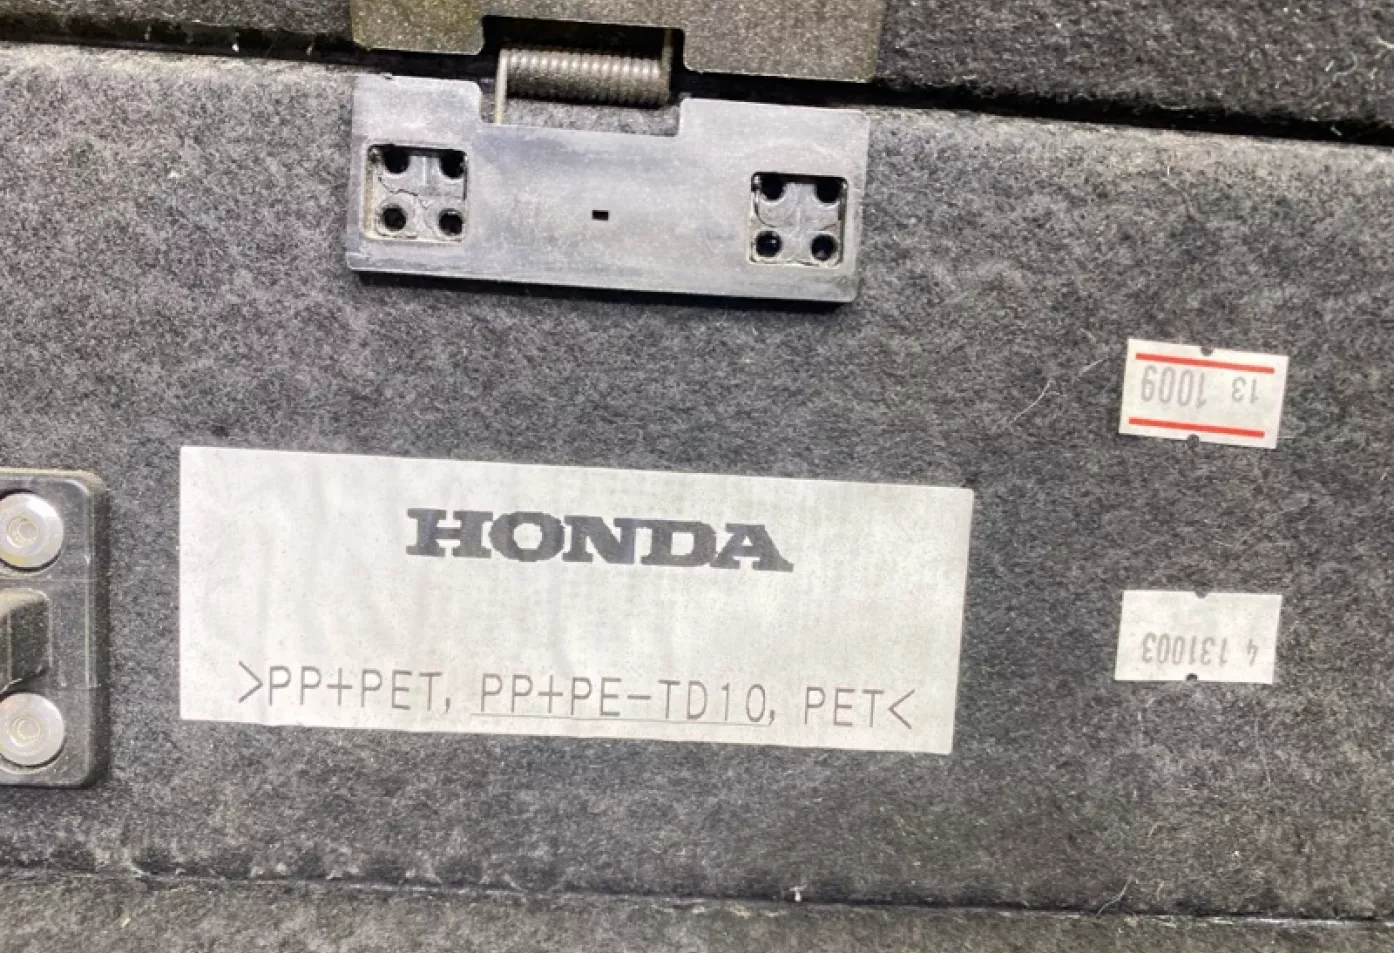 13 1009
HONDA
4 131003
>PP+PET, PP+PE-TD10, PET<